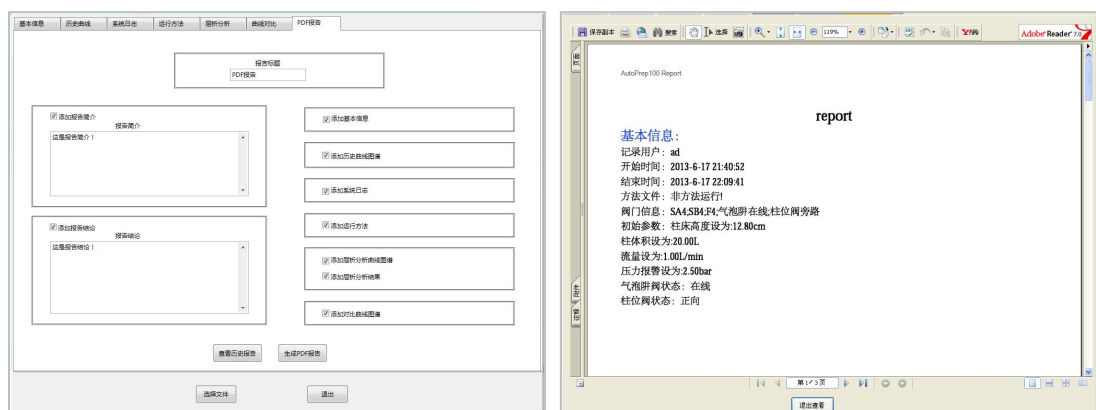 基本信息 历史曲线 系统日志 运行方法 层析分析 曲线对比 PDF报告
报告标题
PDF报告
添加报告简介
报告简介
这是报告简介！
添加报告结论
报告结论
这是报告结论！
添加基本信息
添加历史曲线图谱
添加系统日志
添加运行方法
添加层析分析曲线图谱
添加层析分析结果
添加对比曲线图谱
查看历史报告 生成PDF报告
选择文件 退出
保存副本 搜索 选择 119% Adobe Reader 7.0
AutoPrep100 Report
report
基本信息：
记录用户：ad
开始时间：2013-6-17 21:40:52
结束时间：2013-6-17 22:09:41
方法文件：非方法运行!
阀门信息：SA4;SB4;F4;气泡阱在线;柱位阀旁路
初始参数：柱床高度设为:12.80cm
柱体积设为:20.00L
流量设为:1.00L/min
压力报警设为:2.50bar
气泡阱阀状态：在线
柱位阀状态：正向
第 1 / 3 页
退出查看